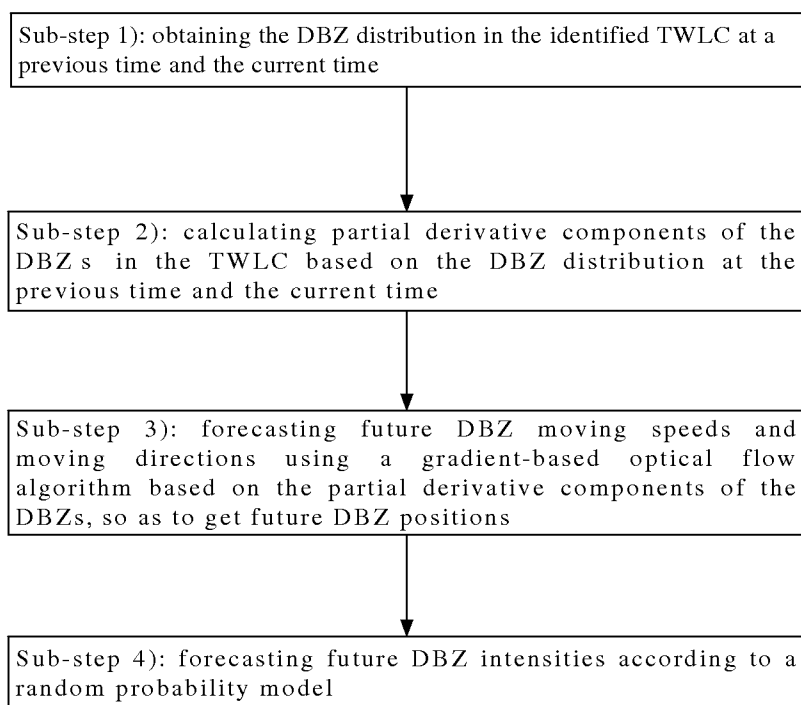 Sub-step 1): obtaining the DBZ distribution in the identified TWLC at a
previous time and the current time
Sub-step 2): calculating partial derivative components of the
DBZ s in the TWLC based on the DBZ distribution at the
previous time and the current time
Sub-step 3): forecasting future DBZ moving speeds and
moving directions using a gradient-based optical flow
algorithm based on the partial derivative components of the
DBZs, so as to get future DBZ positions
Sub-step 4): forecasting future DBZ intensities according to a
random probability model